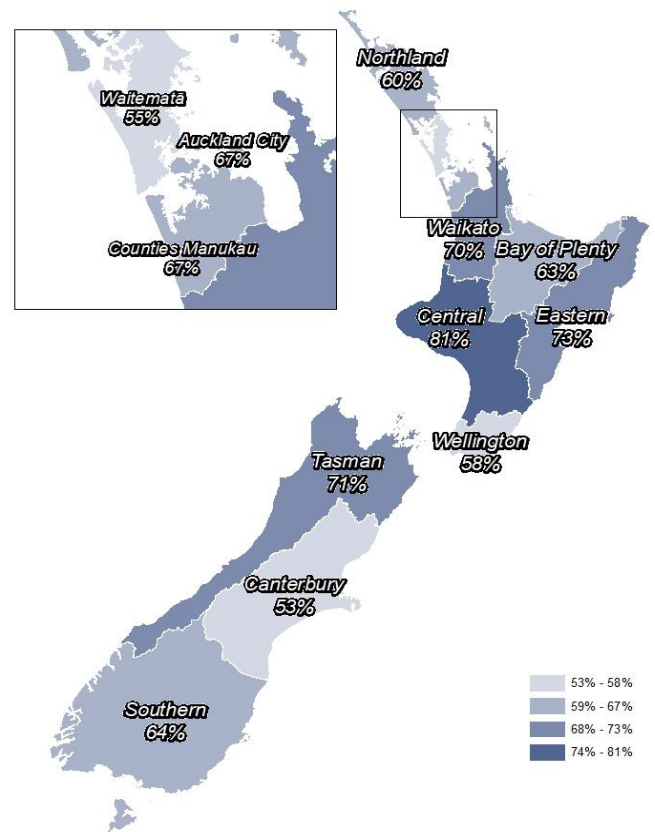 Northland
60%
Waitematā
55%
Auckland City
67%
Counties Manukau
67%
Waikato
70%
Bay of Plenty
63%
Central
81%
Eastern
73%
Wellington
58%
Tasman
71%
Canterbury
53%
Southern
64%
53% - 58%
59% - 67%
68% - 73%
74% - 81%